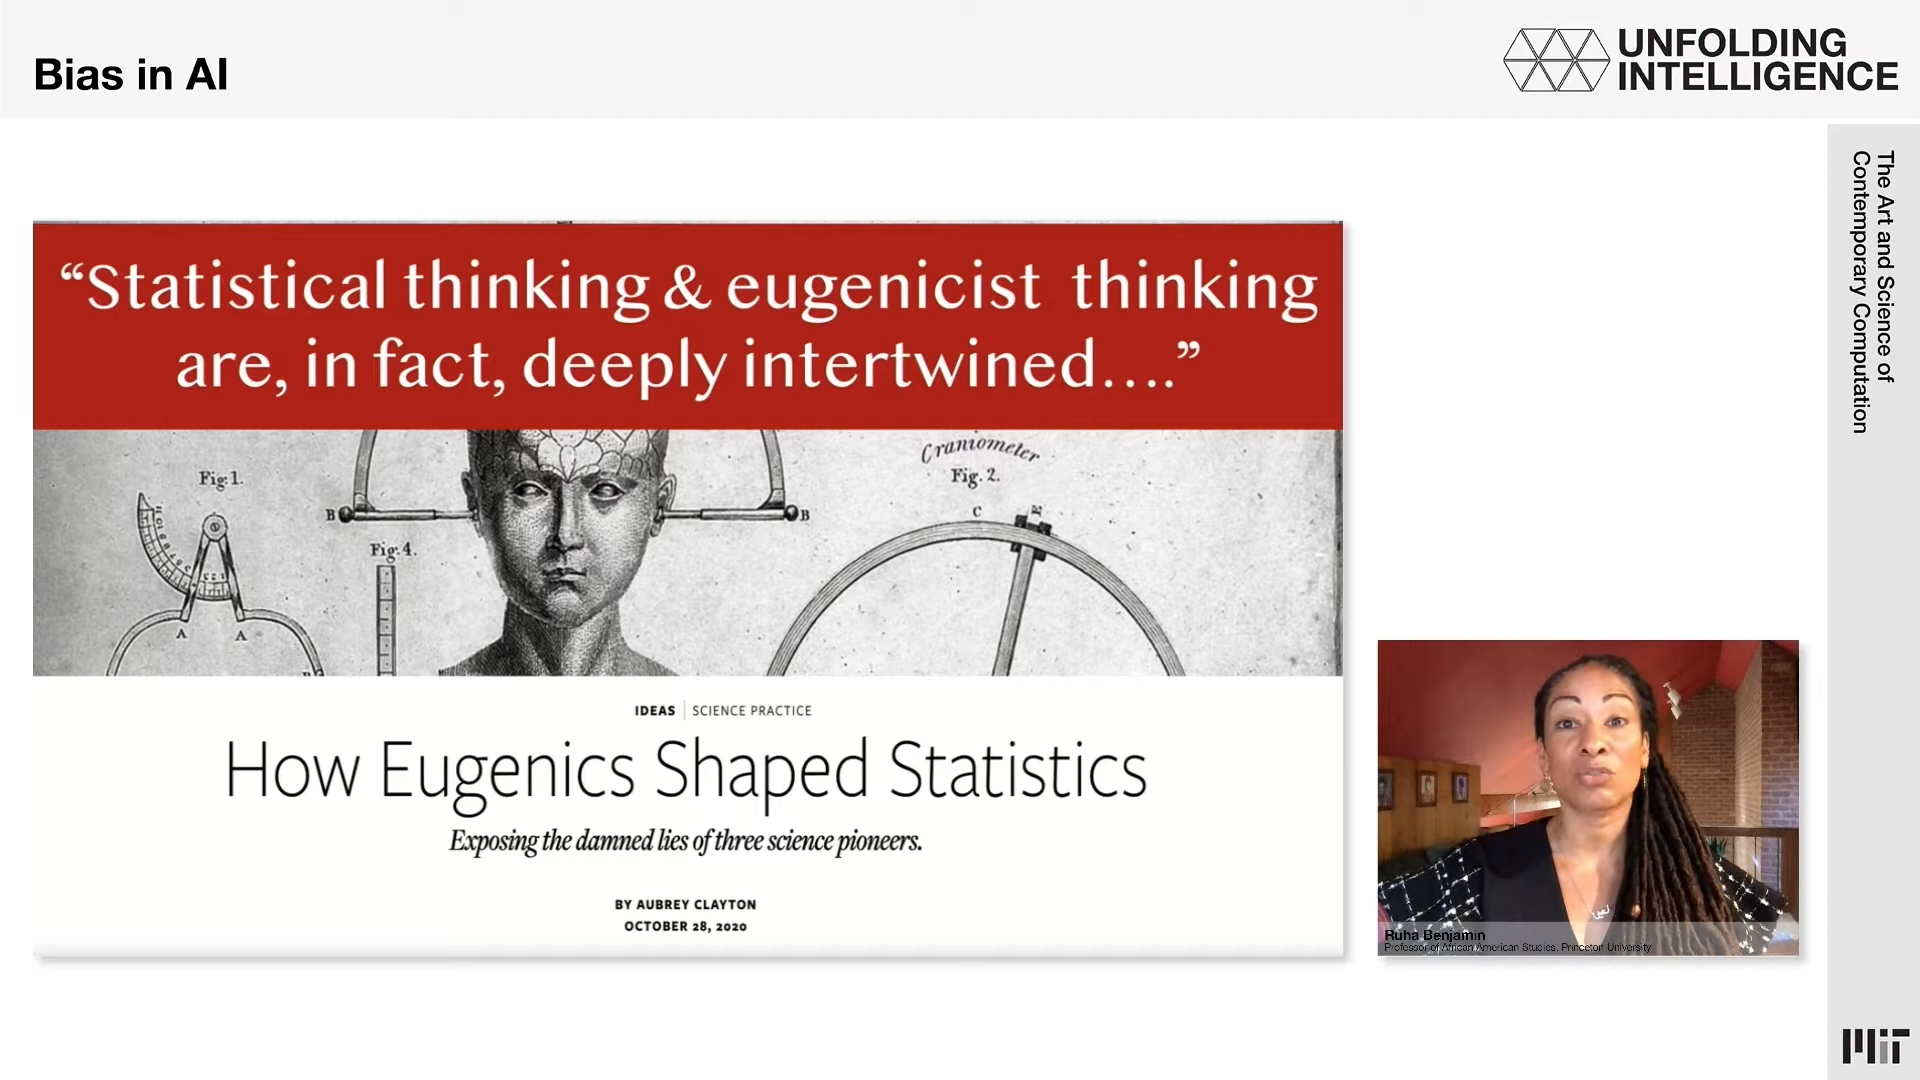 Bias in AI
UNFOLDING
INTELLIGENCE
The Art and Science of
Contemporary Computation
“Statistical thinking & eugenicist thinking
are, in fact, deeply intertwined....”
Craniometer
Fig. 1.
Fig. 2.
C
B
B
Fig. 4.
A
A
IDEAS | SCIENCE PRACTICE
How Eugenics Shaped Statistics
Exposing the damned lies of three science pioneers.
BY AUBREY CLAYTON
OCTOBER 28, 2020
Ruha Benjamin
Professor of African American Studies, Princeton University
MIT